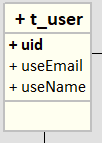 + t_user
+ uid
+ useEmail
+ useName